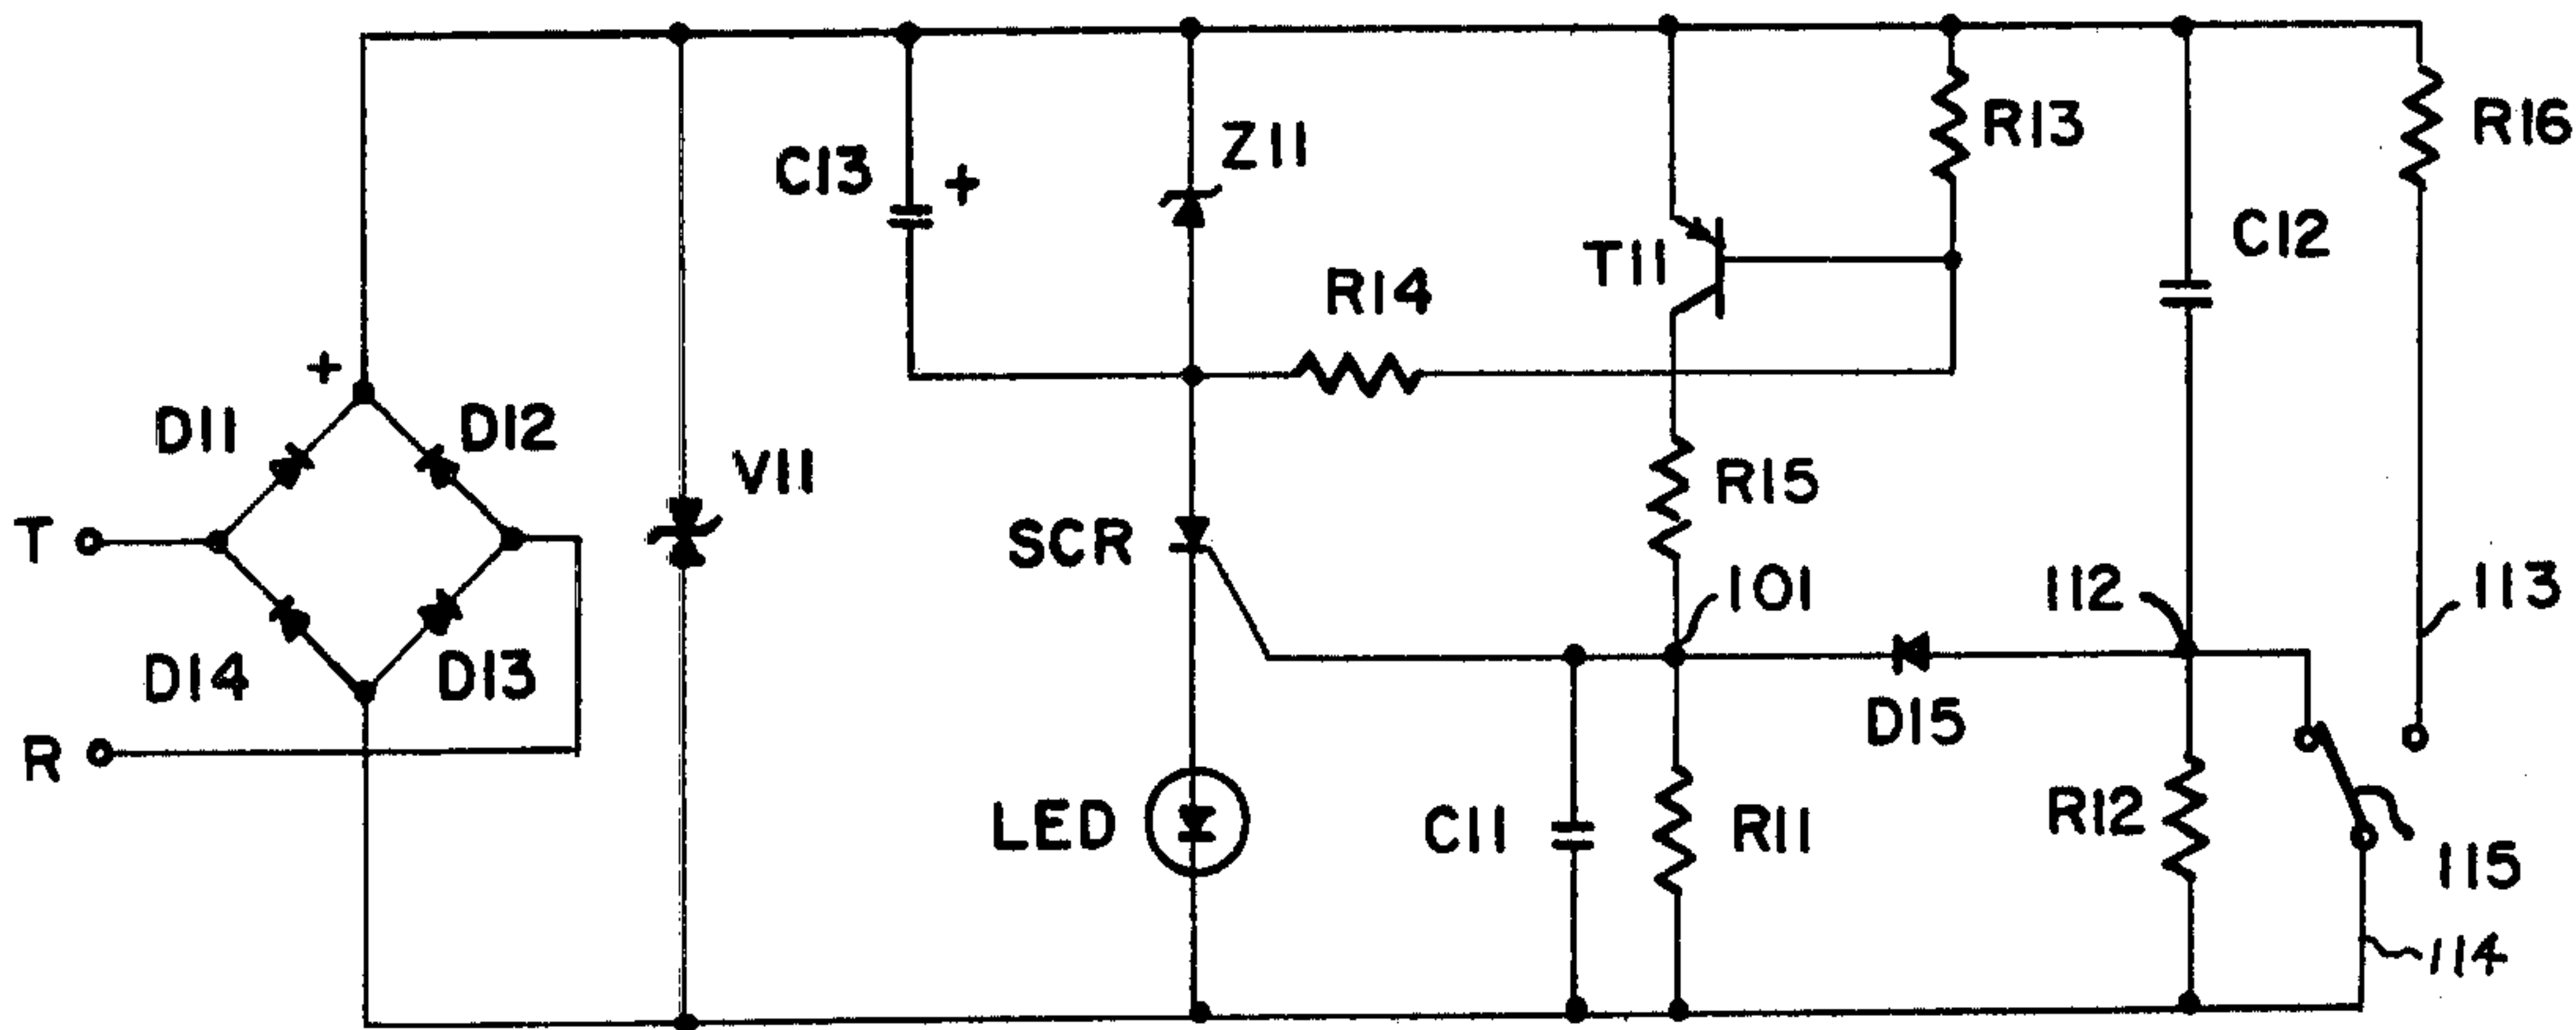 C13
+
Z11
R13
R16
T11
C12
R14
+
D11
D12
V11
R15
T
SCR
101
112
113
D14
D13
D15
R
LED
C11
R11
R12
115
114